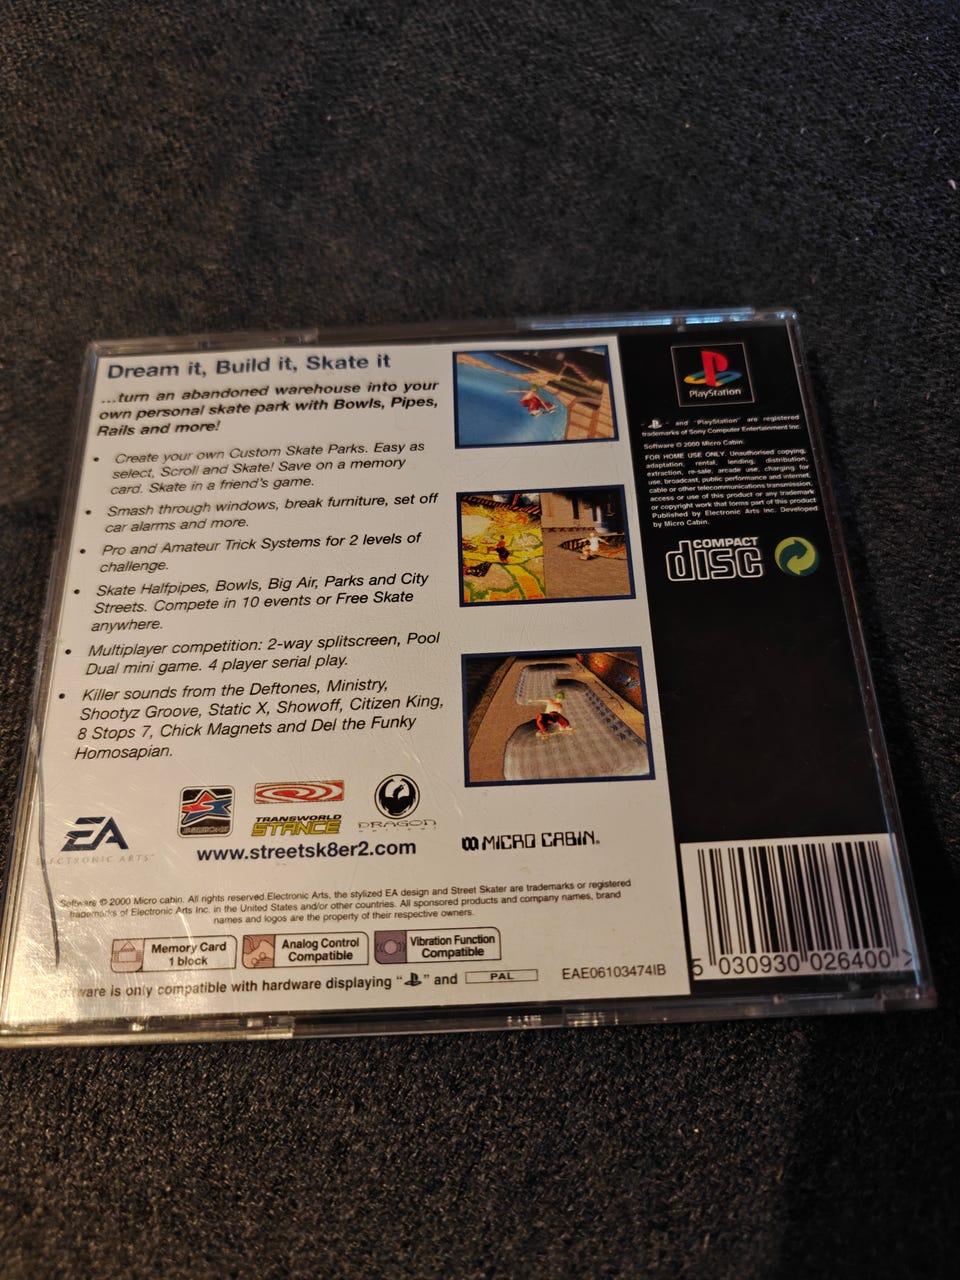 Dream it, Build it, Skate it
...turn an abandoned warehouse into your
own personal skate park with Bowls, Pipes,
Rails and more!
• Create your own Custom Skate Parks. Easy as
select, Scroll and Skate! Save on a memory
card. Skate in a friend's game.
• Smash through windows, break furniture, set off
car alarms and more.
• Pro and Amateur Trick Systems for 2 levels of
challenge.
• Skate Halfpipes, Bowls, Big Air, Parks and City
Streets. Compete in 10 events or Free Skate
anywhere.
• Multiplayer competition: 2-way splitscreen, Pool
Dual mini game. 4 player serial play.
• Killer sounds from the Deftones, Ministry,
Shootyz Groove, Static X, Showoff, Citizen King,
8 Stops 7, Chick Magnets and Del the Funky
Homosapian.
EA
ELECTRONIC ARTS™
TRANSWORLD
STANCE
DRAGON
www.streetsk8er2.com
MICRO CABIN.
Software © 2000 Micro cabin. All rights reserved.Electronic Arts, the stylized EA design and Street Skater are trademarks or registered
trademarks of Electronic Arts Inc. in the United States and/or other countries. All sponsored products and company names, brand
names and logos are the property of their respective owners.
Memory Card
1 block
Analog Control
Compatible
Vibration Function
Compatible
software is only compatible with hardware displaying " " and PAL
EAE06103474IB
PlayStation
" " and "PlayStation" are registered
trademarks of Sony Computer Entertainment Inc.
Software © 2000 Micro Cabin.
FOR HOME USE ONLY. Unauthorised copying,
adaptation, rental, lending, distribution,
extraction, re-sale, arcade use, charging for
use, broadcast, public performance and internet,
cable or other telecommunications transmission,
access or use of this product or any trademark
or copyright work that forms part of this product
Published by Electronic Arts Inc. Developed
by Micro Cabin.
COMPACT
disc
5 030930 026400 >